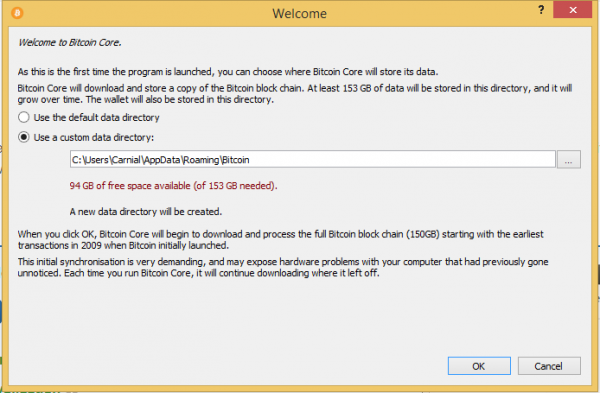 Welcome
?
Welcome to Bitcoin Core.
As this is the first time the program is launched, you can choose where Bitcoin Core will store its data.
Bitcoin Core will download and store a copy of the Bitcoin block chain. At least 153 GB of data will be stored in this directory, and it will
grow over time. The wallet will also be stored in this directory.
Use the default data directory
Use a custom data directory:
C:\Users\Carnial\AppData\Roaming\Bitcoin
...
94 GB of free space available (of 153 GB needed).
A new data directory will be created.
When you click OK, Bitcoin Core will begin to download and process the full Bitcoin block chain (150GB) starting with the earliest
transactions in 2009 when Bitcoin initially launched.
This initial synchronisation is very demanding, and may expose hardware problems with your computer that had previously gone
unnoticed. Each time you run Bitcoin Core, it will continue downloading where it left off.
OK
Cancel